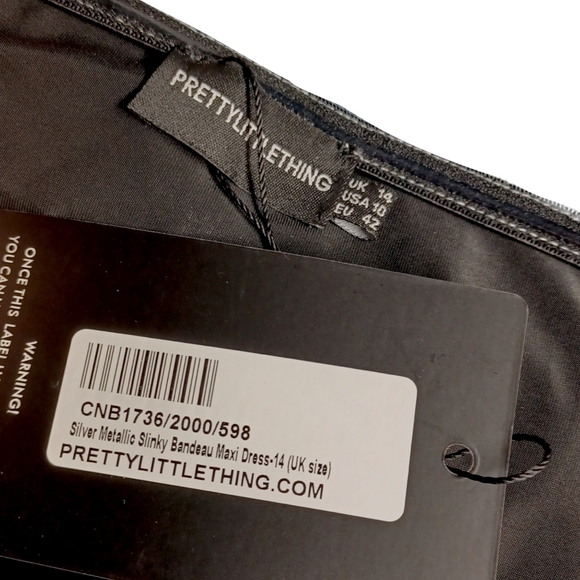 PRETTYLITTLETHING
UK 14
USA 10
EU 42
WARNING!
ONCE THIS LABEL
YOU CAN
CNB1736/2000/598
Silver Metallic Slinky Bandeau Maxi Dress-14 (UK size)
PRETTYLITTLETHING.COM